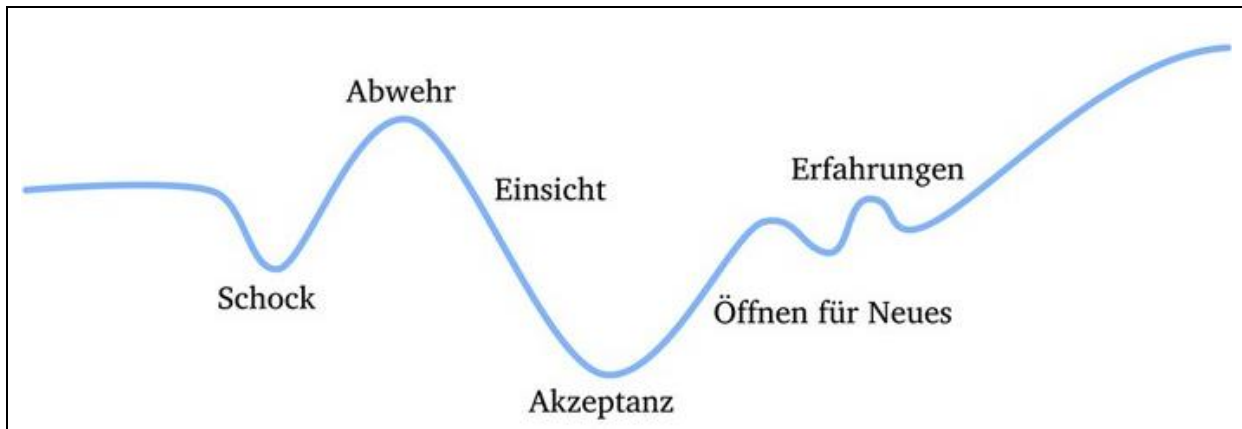 Abwehr
Einsicht
Erfahrungen
Schock
Öffnen für Neues
Akzeptanz